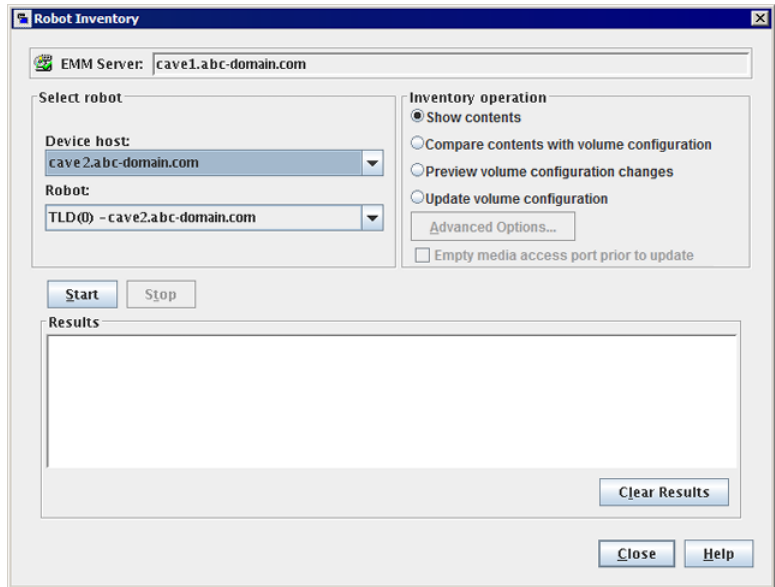 Robot Inventory
EMM Server: cave1.abc-domain.com
Select robot
Device host:
cave2.abc-domain.com
Robot:
TLD(0) - cave2.abc-domain.com
Inventory operation
Show contents
Compare contents with volume configuration
Preview volume configuration changes
Update volume configuration
Advanced Options...
Empty media access port prior to update
Start Stop
Results
Clear Results
Close Help